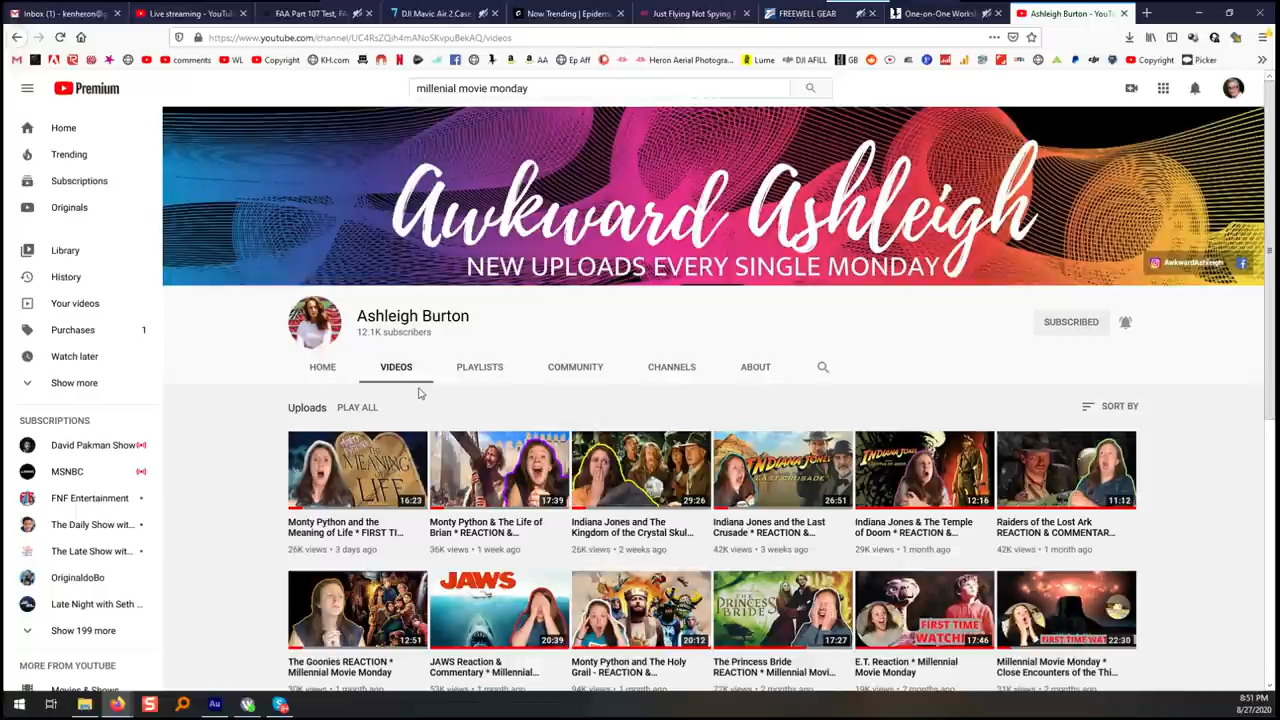 Inbox (1) - kenheron@gm
Live streaming - YouTub
FAA Part 107 Test, FA
DJI Mavic Air 2 Case
Now Trending | Epidem
Just Flying Not Spying
FREEWELL GEAR
One-on-One Works
Ashleigh Burton - YouTu
comments
WL
Copyright
KH.com
AA
Ep Aff
Heron Aerial Photogra...
Lume
DJI AFILL
GB
Copyright
Picker
Premium
millenial movie monday
Home
Trending
Subscriptions
Originals
Library
History
Your videos
Purchases 1
Watch later
Show more
SUBSCRIPTIONS
David Pakman Show
MSNBC
FNF Entertainment
The Daily Show wit...
The Late Show wit...
OriginaldoBo
Late Night with Seth ...
Show 199 more
MORE FROM YOUTUBE
Awkward Ashleigh
NEW UPLOADS EVERY SINGLE MONDAY
AwkwardAshleigh
Ashleigh Burton
12.1K subscribers
SUBSCRIBED
HOME VIDEOS PLAYLISTS COMMUNITY CHANNELS ABOUT
Uploads PLAY ALL
SORT BY
16:23
17:39
29:26
26:51
12:16
11:12
Monty Python and the
Meaning of Life * FIRST TI...
26K views • 3 days ago
Monty Python & The Life of
Brian * REACTION &...
36K views • 1 week ago
Indiana Jones and The
Kingdom of the Crystal Skul...
26K views • 2 weeks ago
Indiana Jones and the Last
Crusade * REACTION &...
42K views • 3 weeks ago
Indiana Jones & The Temple
of Doom * REACTION &...
29K views • 1 month ago
Raiders of the Lost Ark
REACTION & COMMENTAR...
42K views • 1 month ago
JAWS
THE PRINCESS BRIDE
12:51
20:39
20:12
17:27
FIRST TIME
17:46
22:30
The Goonies REACTION *
Millennial Movie Monday
JAWS Reaction &
Commentary * Millennial...
Monty Python and The Holy
Grail - REACTION &...
The Princess Bride
REACTION * Millennial Movi...
E.T. Reaction * Millennial
Movie Monday
Millennial Movie Monday *
Close Encounters of the Thi...
8:51 PM
8/27/2020